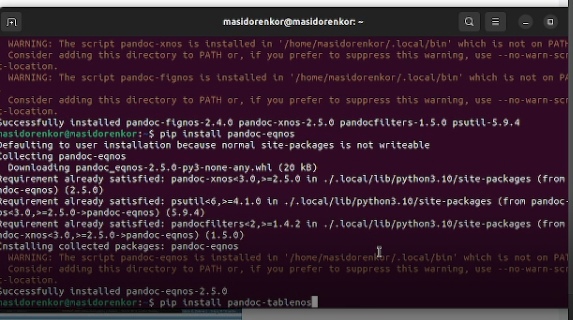 masidorenkor@masidorenkor: ~
WARNING: The script pandoc-xnos is installed in '/home/masidorenkor/.local/bin' which is not on PATH
Consider adding this directory to PATH or, if you prefer to suppress this warning, use --no-warn-scr
t-location.
WARNING: The script pandoc-fignos is installed in '/home/masidorenkor/.local/bin' which is not on PA
Consider adding this directory to PATH or, if you prefer to suppress this warning, use --no-warn-scr
t-location.
Successfully installed pandoc-fignos-2.4.0 pandoc-xnos-2.5.0 pandocfilters-1.5.0 psutil-5.9.4
masidorenkor@masidorenkor:~$ pip install pandoc-eqnos
Defaulting to user installation because normal site-packages is not writeable
Collecting pandoc-eqnos
Downloading pandoc_eqnos-2.5.0-py3-none-any.whl (20 kB)
Requirement already satisfied: pandoc-xnos<3.0,>=2.5.0 in ./.local/lib/python3.10/site-packages (from
ndoc-eqnos) (2.5.0)
Requirement already satisfied: psutil<6,>=4.1.0 in ./.local/lib/python3.10/site-packages (from pandoc-
os<3.0,>=2.5.0->pandoc-eqnos) (5.9.4)
Requirement already satisfied: pandocfilters<2,>=1.4.2 in ./.local/lib/python3.10/site-packages (from
ndoc-xnos<3.0,>=2.5.0->pandoc-eqnos) (1.5.0)
Installing collected packages: pandoc-eqnos
WARNING: The script pandoc-eqnos is installed in '/home/masidorenkor/.local/bin' which is not on PAT
Consider adding this directory to PATH or, if you prefer to suppress this warning, use --no-warn-scr
t-location.
Successfully installed pandoc-eqnos-2.5.0
masidorenkor@masidorenkor:~$ pip install pandoc-tablenos